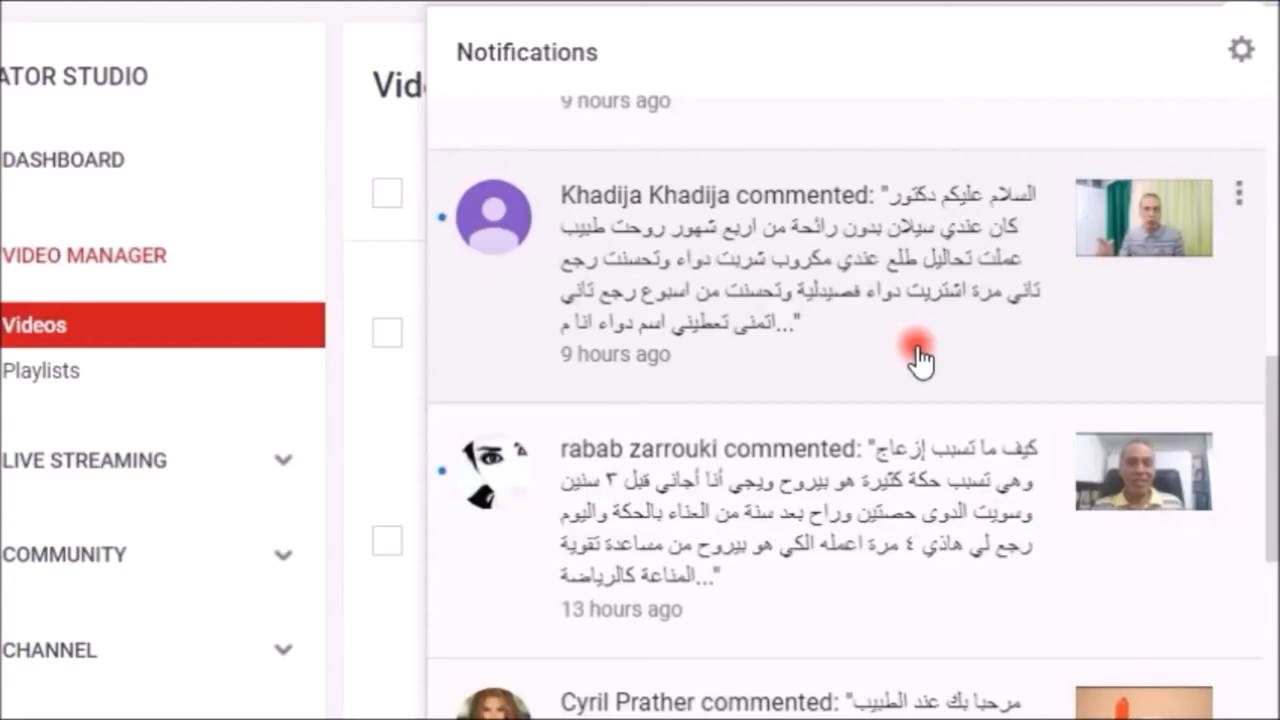 ATOR STUDIO
DASHBOARD
VIDEO MANAGER
Videos
Playlists
LIVE STREAMING
COMMUNITY
CHANNEL
Vid
Notifications
9 hours ago
Khadija Khadija commented: "السلام عليكم دكتور
كان عندي سيلان بدون رائحة من اربع شهور روحت طبيب
عملت تحاليل طلع عندي مكروب شربت دواء وتحسنت رجع
تاني مرة اشتريت دواء فصيدلية وتحسنت من اسبوع رجع تاني
اتمنى تعطيني اسم دواء انا م..."
9 hours ago
rabab zarrouki commented: "كيف ما تسبب إزعاج
وهي تسبب حكة كثيرة هو بيروح ويجي أنا أجاني قبل ٣ سنين
وسويت الدوى حصتين وراح بعد سنة من العناء بالحكة واليوم
رجع لي هاذي ٤ مرة اعمله الكي هو بيروح من مساعدة تقوية
المناعة كالرياضة..."
13 hours ago
Cyril Prather commented: "مرحبا بك عند الطبيب